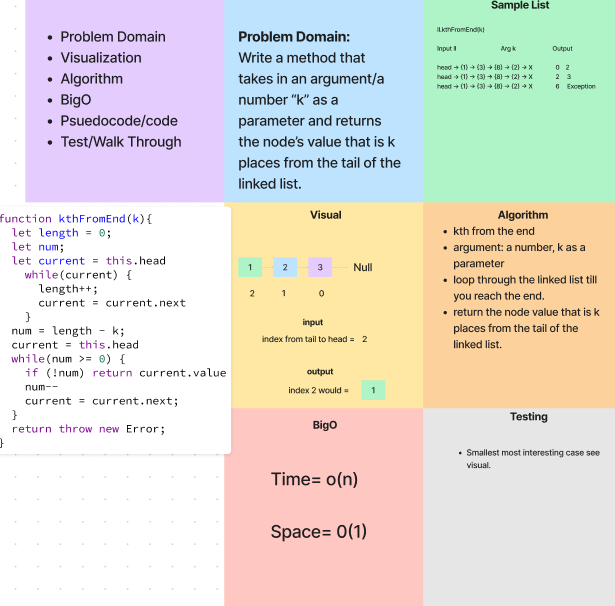 • Problem Domain
• Visualization
• Algorithm
• BigO
• Psuedocode/code
• Test/Walk Through
Problem Domain:
Write a method that
takes in an argument/a
number “k” as a
parameter and returns
the node’s value that is k
places from the tail of the
linked list.
Sample List
ll.kthFromEnd(k)
Input ll Arg k Output
head -> (1) -> (3) -> (8) -> (2) -> X 0 2
head -> (1) -> (3) -> (8) -> (2) -> X 2 3
head -> (1) -> (3) -> (8) -> (2) -> X 6 Exception
function kthFromEnd(k){
let length = 0;
let num;
let current = this.head
while(current) {
length++;
current = current.next
}
num = length - k;
current = this.head
while(num >= 0) {
if (!num) return current.value
num--
current = current.next;
}
return throw new Error;
}
Visual
1 2 3 Null
2 1 0
input
index from tail to head = 2
output
index 2 would = 1
Algorithm
• kth from the end
• argument: a number, k as a
parameter
• loop through the linked list till
you reach the end.
• return the node value that is k
places from the tail of the
linked list.
BigO
Time= o(n)
Space= 0(1)
Testing
• Smallest most interesting case see
visual.